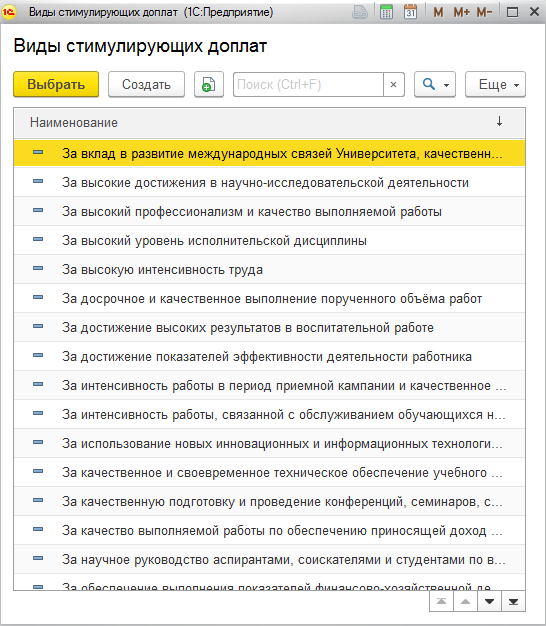 1С Виды стимулирующих доплат (1С:Предприятие) 31 M M+ M-
Виды стимулирующих доплат
Выбрать Создать Поиск (Ctrl+F) × Еще
Наименование ↓
За вклад в развитие международных связей Университета, качественн...
За высокие достижения в научно-исследовательской деятельности
За высокий профессионализм и качество выполняемой работы
За высокий уровень исполнительской дисциплины
За высокую интенсивность труда
За досрочное и качественное выполнение порученного объёма работ
За достижение высоких результатов в воспитательной работе
За достижение показателей эффективности деятельности работника
За интенсивность работы в период приемной кампании и качественное ...
За интенсивность работы, связанной с обслуживанием обучающихся н...
За использование новых инновационных и информационных технологи...
За качественное и своевременное техническое обеспечение учебного ...
За качественную подготовку и проведение конференций, семинаров, с...
За качество выполняемой работы по обеспечению приносящей доход ...
За научное руководство аспирантами, соискателями и студентами по в...
За обеспечение выполнения показателей финансово-хозяйственной де...